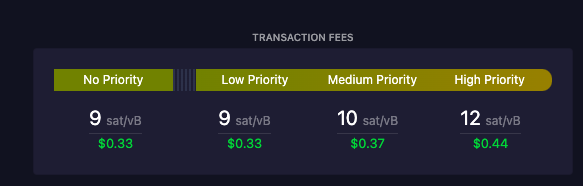 TRANSACTION FEES
No Priority Low Priority Medium Priority High Priority
9 sat/vB 9 sat/vB 10 sat/vB 12 sat/vB
$0.33 $0.33 $0.37 $0.44